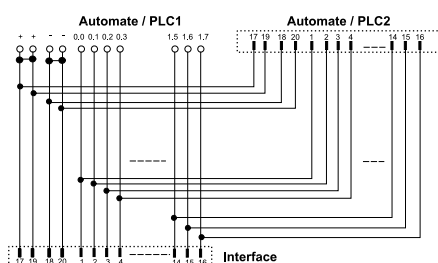 Automate / PLC1 Automate / PLC2
+ + - - 0,0 0,1 0,2 0,3 1,5 1,6 1,7
17 19 18 20 1 2 3 4 14 15 16
17 19 18 20 1 2 3 4 14 15 16
Interface